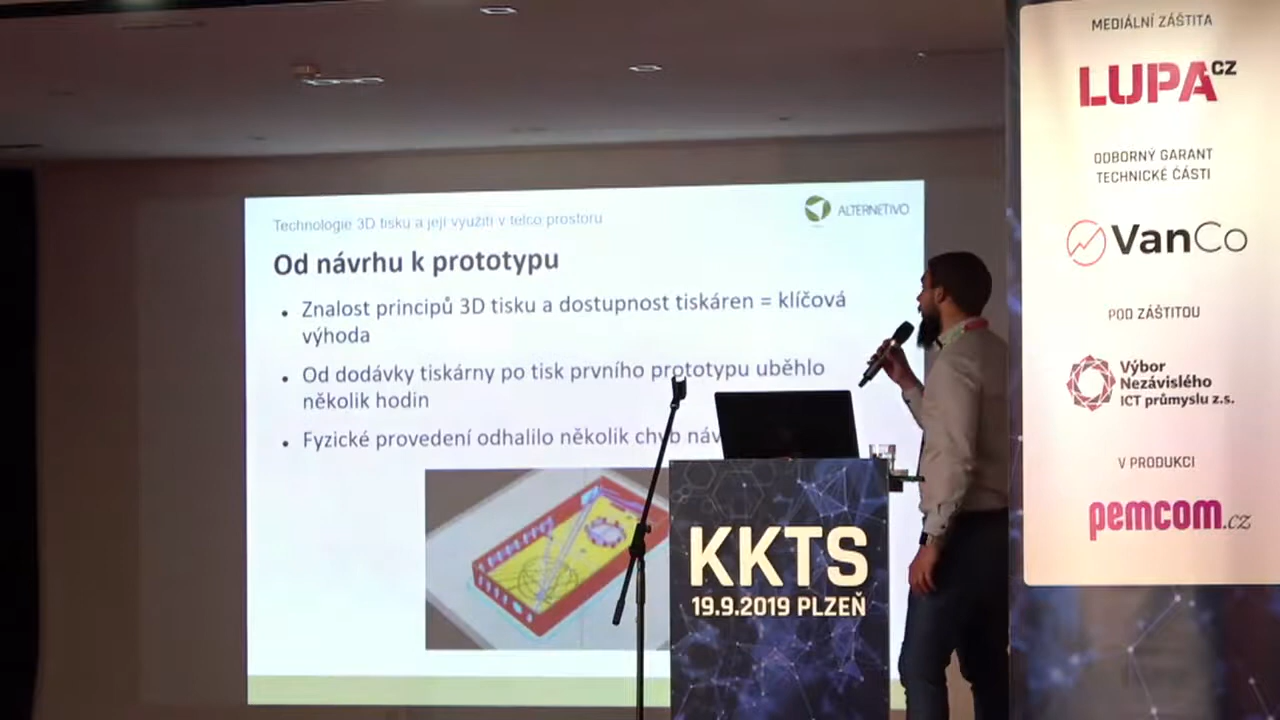 Technologie 3D tisku a její využití v telco prostoru
ALTERNETIVO
Od návrhu k prototypu
• Znalost principů 3D tisku a dostupnost tiskáren = klíčová
výhoda
• Od dodávky tiskárny po tisk prvního prototypu uběhlo
několik hodin
• Fyzické provedení odhalilo několik chyb náv
KKTS
19.9.2019 PLZEŇ
MEDIÁLNÍ ZÁŠTITA
LUPA.CZ
ODBORNÝ GARANT
TECHNICKÉ ČÁSTI
VanCo
POD ZÁŠTITOU
Výbor
Nezávislého
ICT průmyslu z.s.
V PRODUKCI
pemcom.cz